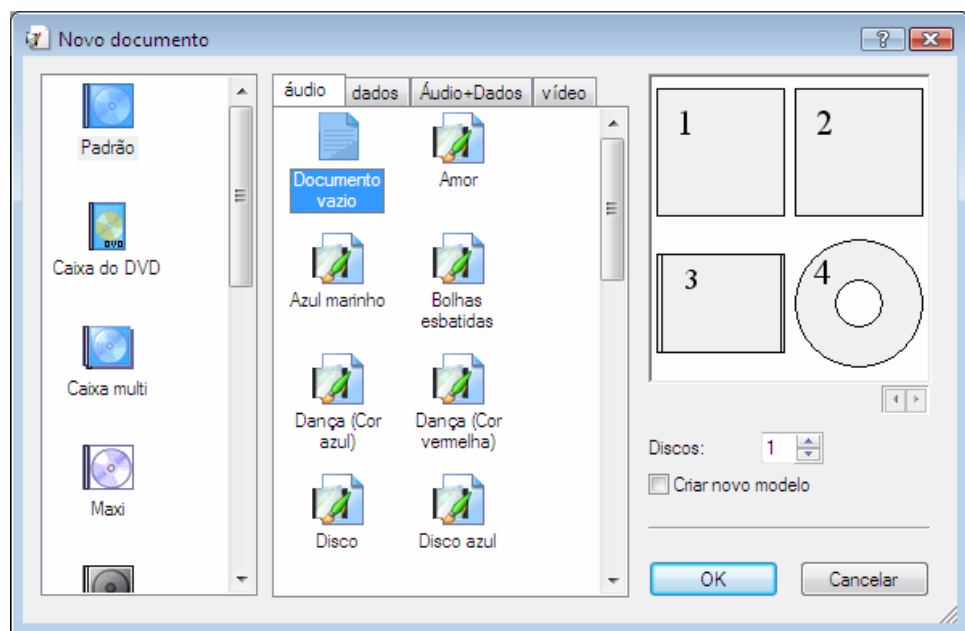 Novo documento
Padrão
Caixa do DVD
DVD
Caixa multi
Maxi
áudio
dados
Áudio+Dados
vídeo
Documento
vazio
Amor
Azul marinho
Bolhas
esbatidas
Dança (Cor
azul)
Dança (Cor
vermelha)
Disco
Disco azul
1
2
3
4
Discos:
1
Criar novo modelo
OK
Cancelar